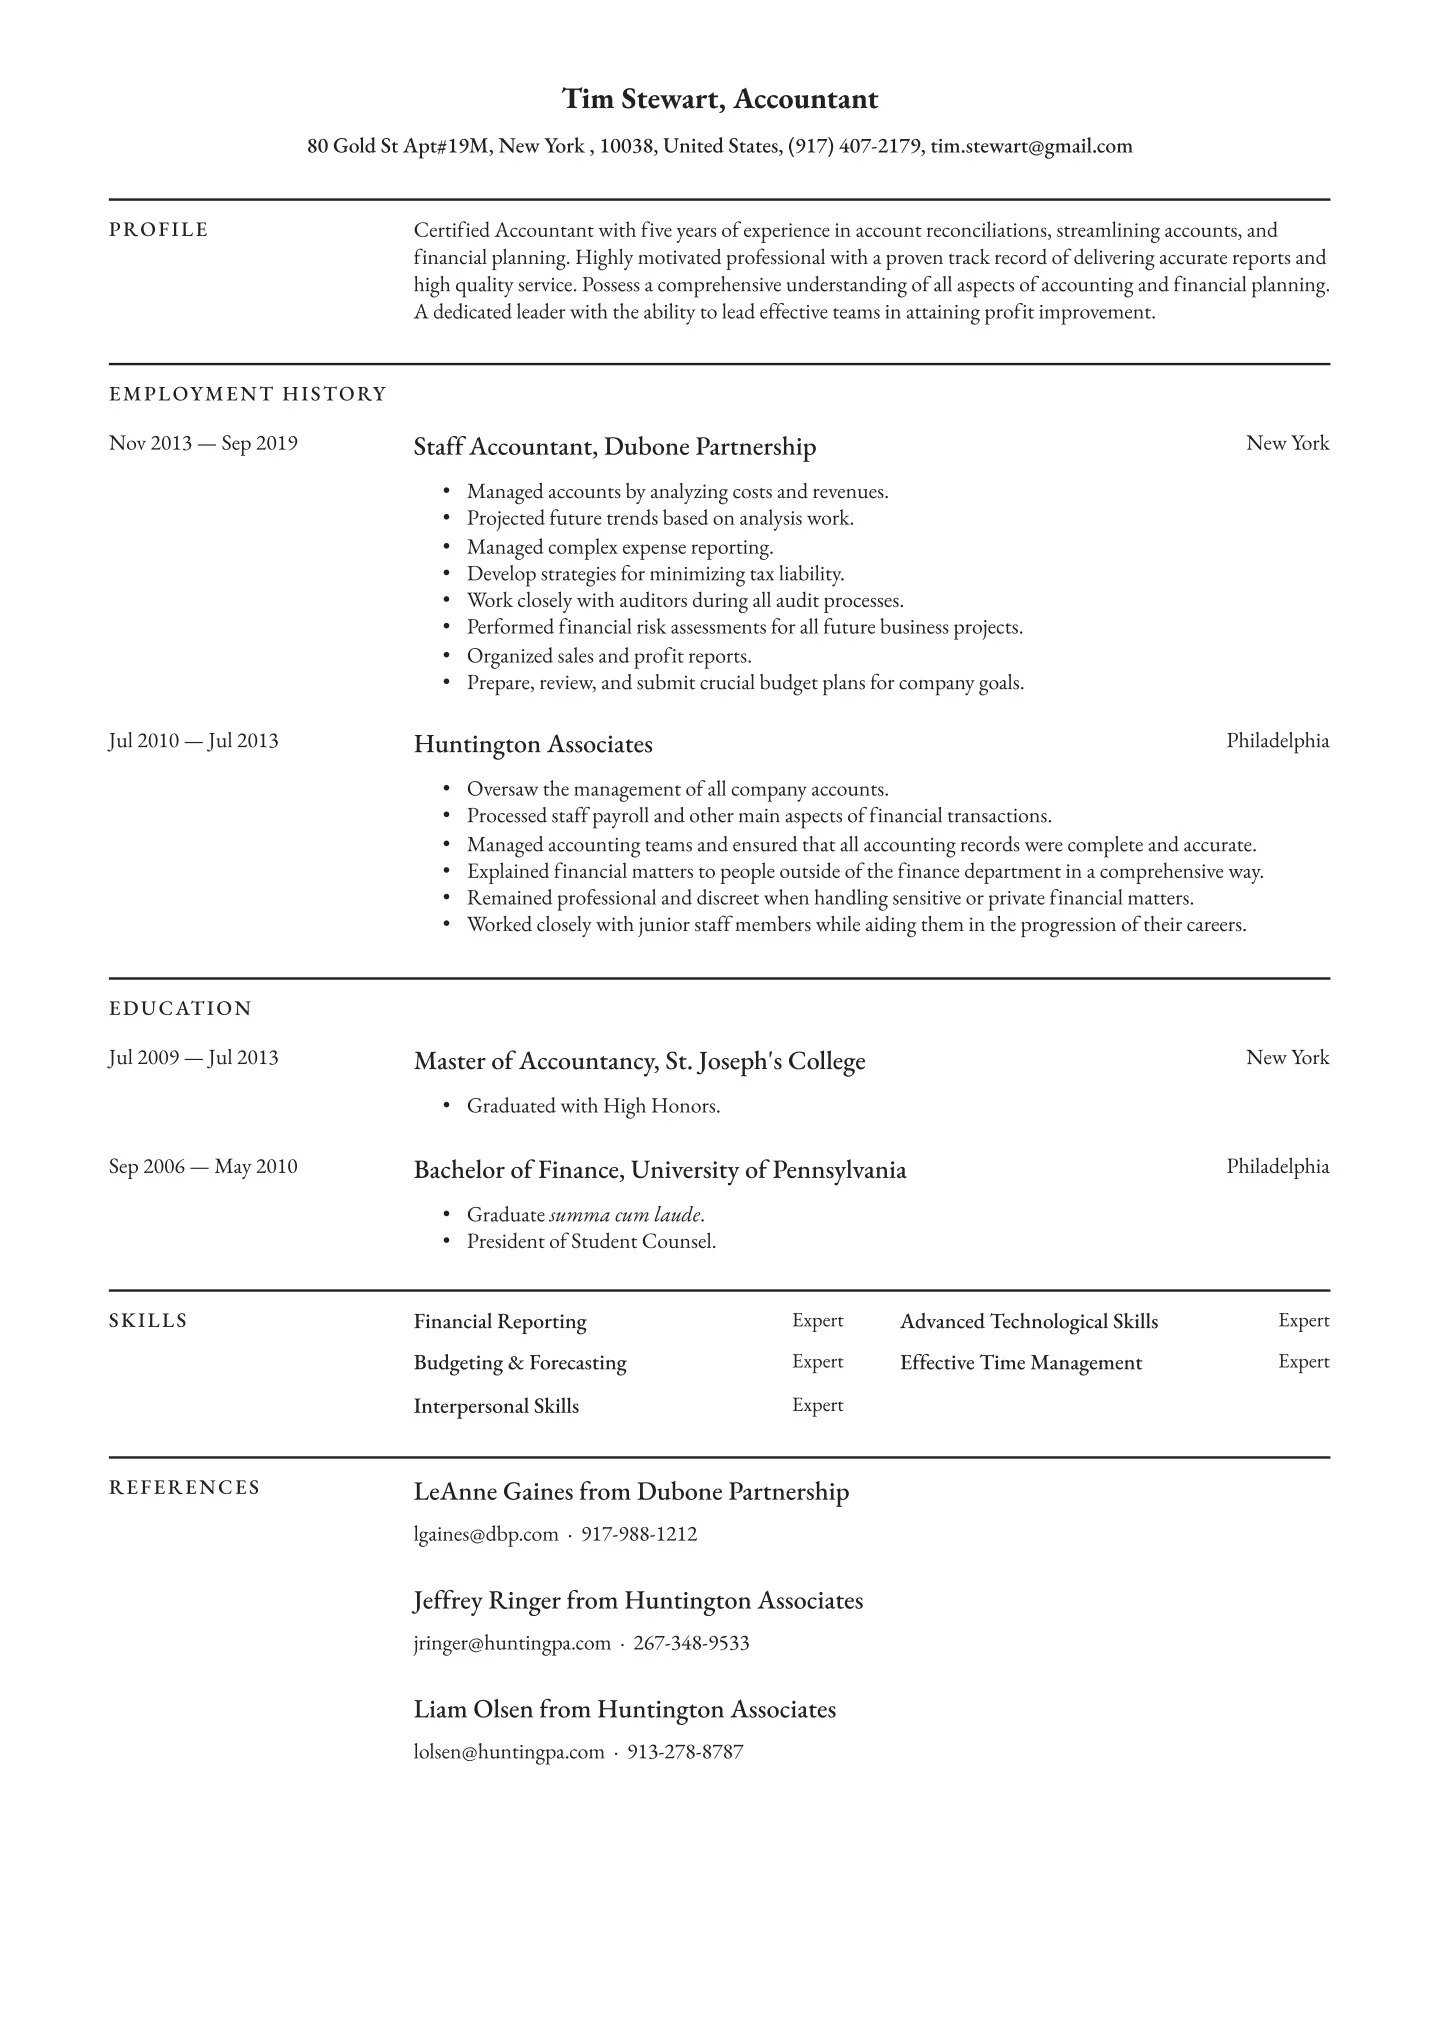 Tim Stewart, Accountant
80 Gold St Apt#19M, New York , 10038, United States, (917) 407-2179, tim.stewart@gmail.com
PROFILE
Certified Accountant with five years of experience in account reconciliations, streamlining accounts, and
financial planning. Highly motivated professional with a proven track record of delivering accurate reports and
high quality service. Possess a comprehensive understanding of all aspects of accounting and financial planning.
A dedicated leader with the ability to lead effective teams in attaining profit improvement.
EMPLOYMENT HISTORY
Nov 2013 — Sep 2019 Staff Accountant, Dubone Partnership New York
• Managed accounts by analyzing costs and revenues.
• Projected future trends based on analysis work.
• Managed complex expense reporting.
• Develop strategies for minimizing tax liability.
• Work closely with auditors during all audit processes.
• Performed financial risk assessments for all future business projects.
• Organized sales and profit reports.
• Prepare, review, and submit crucial budget plans for company goals.
Jul 2010 — Jul 2013 Huntington Associates Philadelphia
• Oversaw the management of all company accounts.
• Processed staff payroll and other main aspects of financial transactions.
• Managed accounting teams and ensured that all accounting records were complete and accurate.
• Explained financial matters to people outside of the finance department in a comprehensive way.
• Remained professional and discreet when handling sensitive or private financial matters.
• Worked closely with junior staff members while aiding them in the progression of their careers.
EDUCATION
Jul 2009 — Jul 2013 Master of Accountancy, St. Joseph's College New York
• Graduated with High Honors.
Sep 2006 — May 2010 Bachelor of Finance, University of Pennsylvania Philadelphia
• Graduate summa cum laude.
• President of Student Counsel.
SKILLS
Financial Reporting Expert Advanced Technological Skills Expert
Budgeting & Forecasting Expert Effective Time Management Expert
Interpersonal Skills Expert
REFERENCES
LeAnne Gaines from Dubone Partnership
lgaines@dbp.com · 917-988-1212
Jeffrey Ringer from Huntington Associates
jringer@huntingpa.com · 267-348-9533
Liam Olsen from Huntington Associates
lolsen@huntingpa.com · 913-278-8787